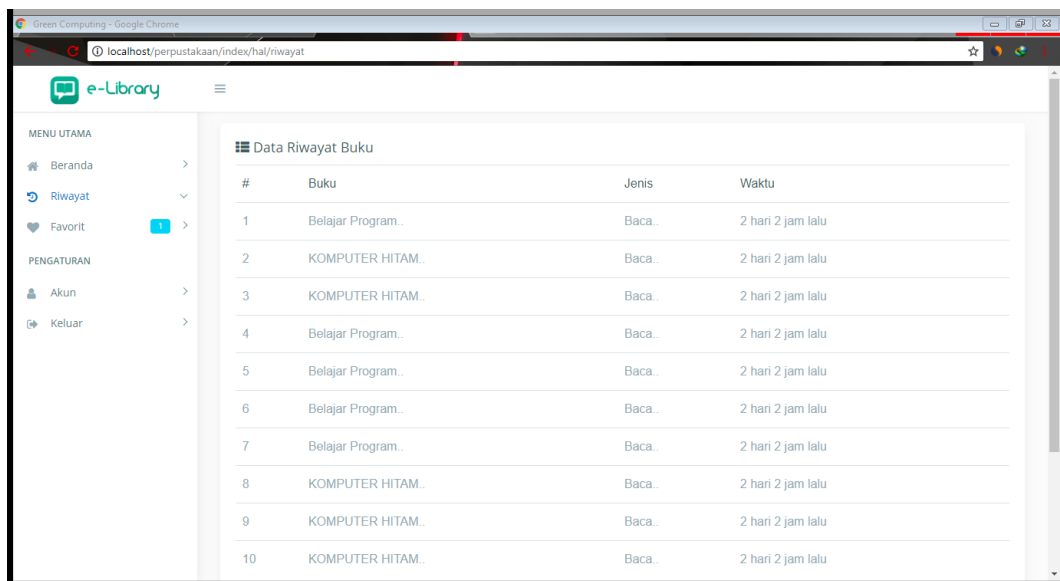 Green Computing - Google Chrome
localhost/perpustakaan/index/hal/riwayat
e-Library
MENU UTAMA
Beranda
Riwayat
Favorit 1
PENGATURAN
Akun
Keluar
Data Riwayat Buku
# Buku Jenis Waktu
1 Belajar Program.. Baca.. 2 hari 2 jam lalu
2 KOMPUTER HITAM.. Baca.. 2 hari 2 jam lalu
3 KOMPUTER HITAM.. Baca.. 2 hari 2 jam lalu
4 Belajar Program.. Baca.. 2 hari 2 jam lalu
5 Belajar Program.. Baca.. 2 hari 2 jam lalu
6 Belajar Program.. Baca.. 2 hari 2 jam lalu
7 Belajar Program.. Baca.. 2 hari 2 jam lalu
8 KOMPUTER HITAM.. Baca.. 2 hari 2 jam lalu
9 KOMPUTER HITAM.. Baca.. 2 hari 2 jam lalu
10 KOMPUTER HITAM.. Baca.. 2 hari 2 jam lalu